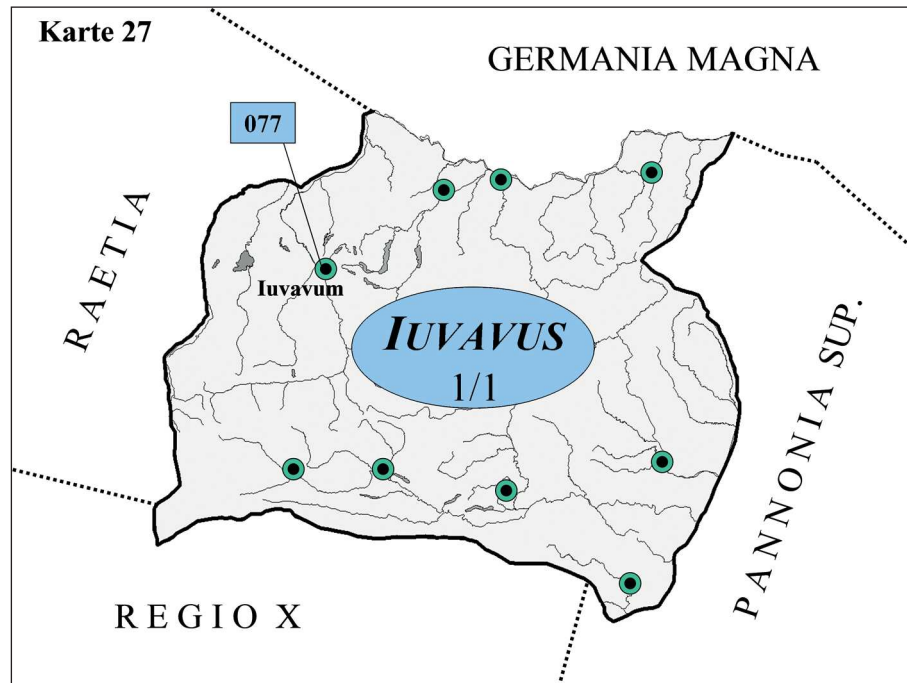 Karte 27
GERMANIA MAGNA
077
RAETIA
Iuvavum
IUVAVUS
1/1
PANNONIA SUP.
REGIO X